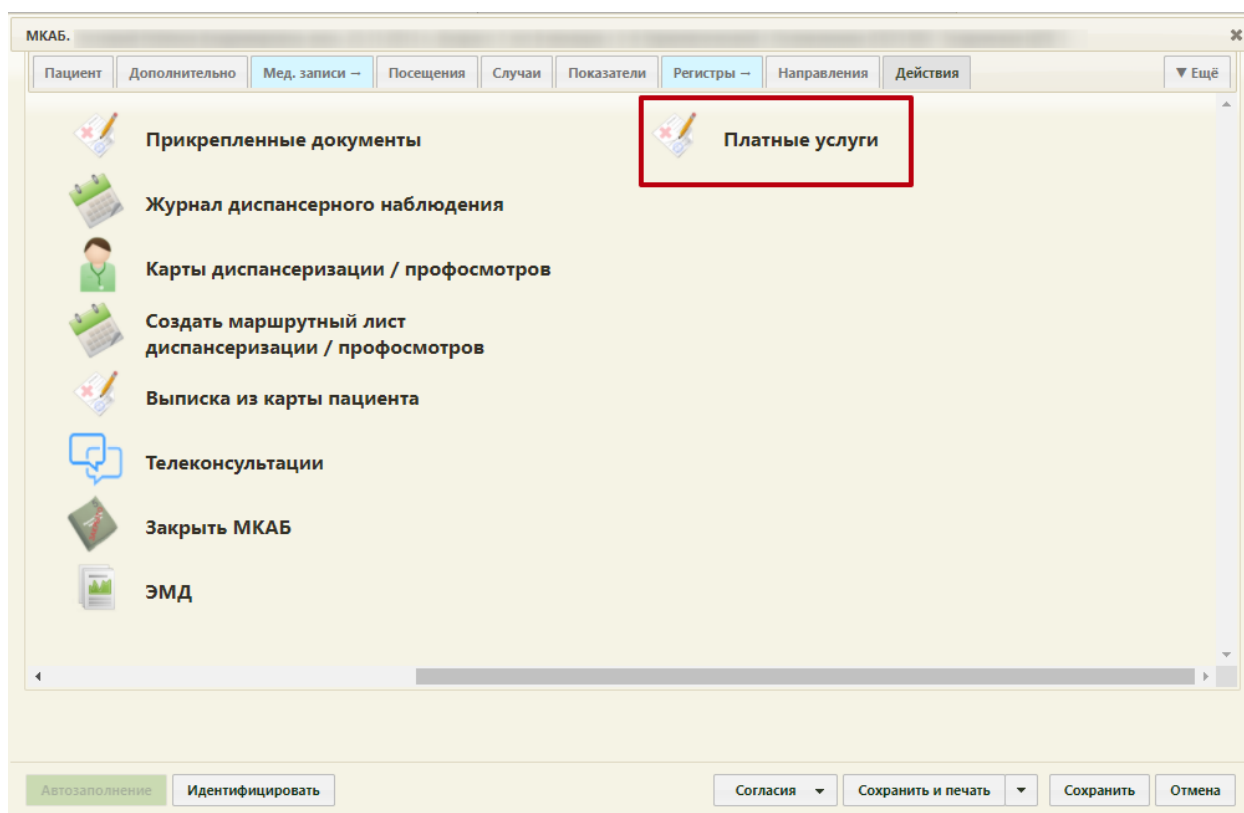 МКАБ.
Пациент Дополнительно Мед. записи → Посещения Случаи Показатели Регистры → Направления Действия ▼ Ещё
Прикрепленные документы Платные услуги
Журнал диспансерного наблюдения
Карты диспансеризации / профосмотров
Создать маршрутный лист
диспансеризации / профосмотров
Выписка из карты пациента
Телеконсультации
Закрыть МКАБ
ЭМД
Автозаполнение Идентифицировать Согласия Сохранить и печать Сохранить Отмена